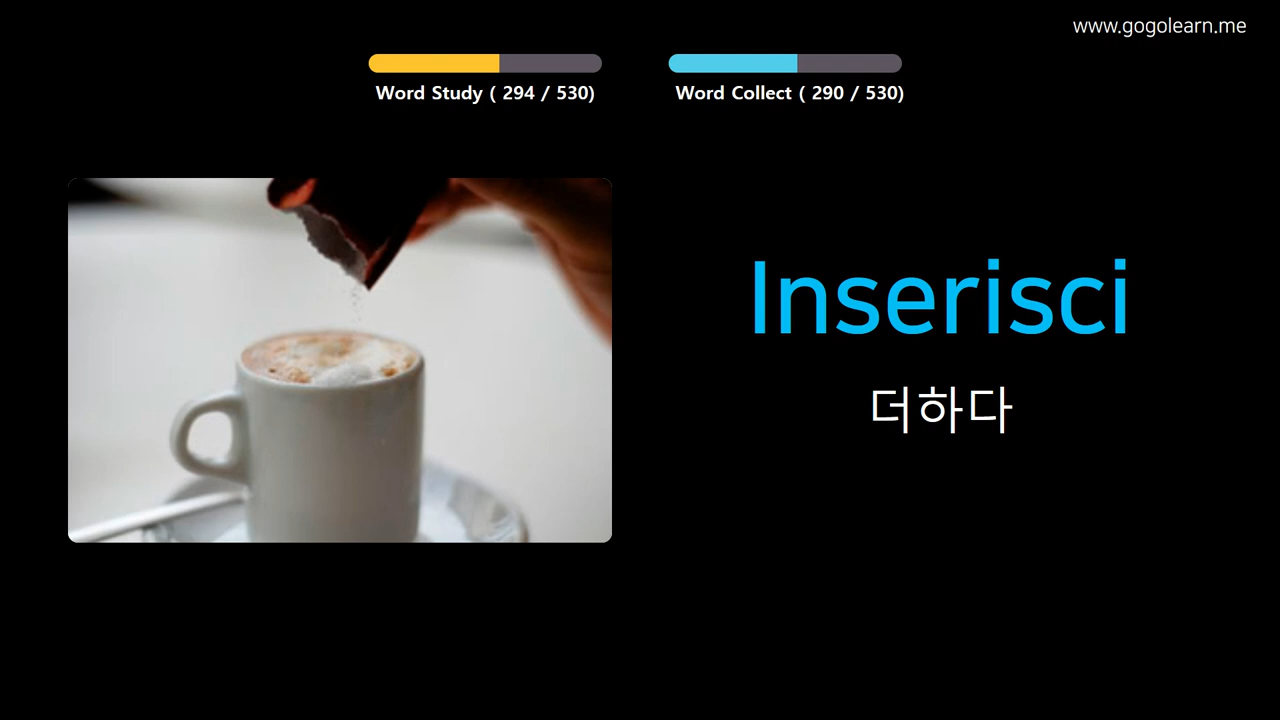 www.gogolearn.me
Word Study ( 294 / 530)
Word Collect ( 290 / 530)
Inserisci
더하다